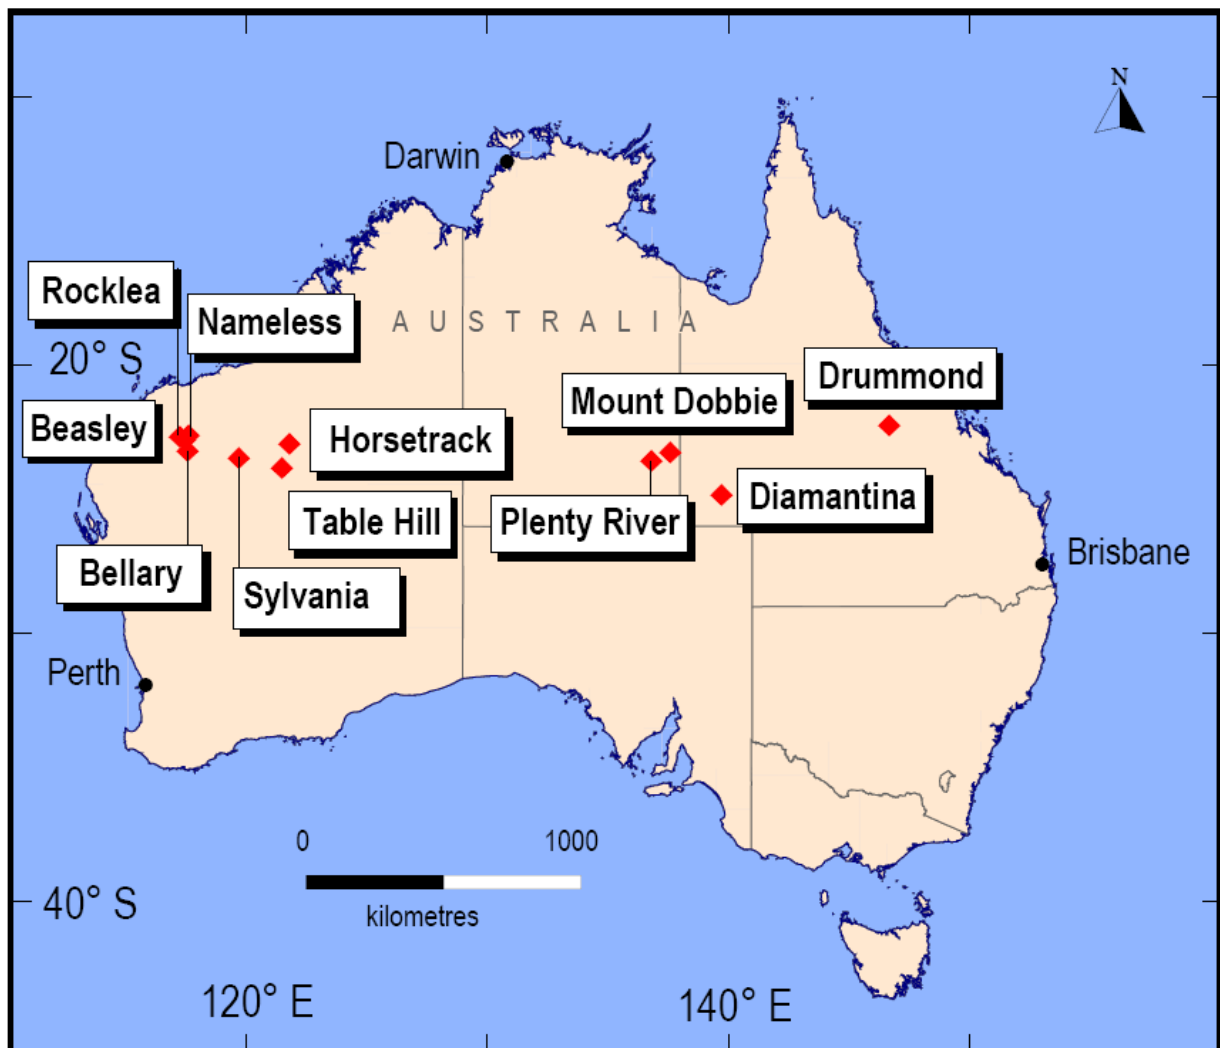 N
Darwin
Rocklea
Nameless
AUSTRALIA
20° S
Drummond
Mount Dobbie
Beasley
Horsetrack
Diamantina
Table Hill
Plenty River
Brisbane
Bellary
Sylvania
Perth
0 1000
kilometres
40° S
120° E 140° E